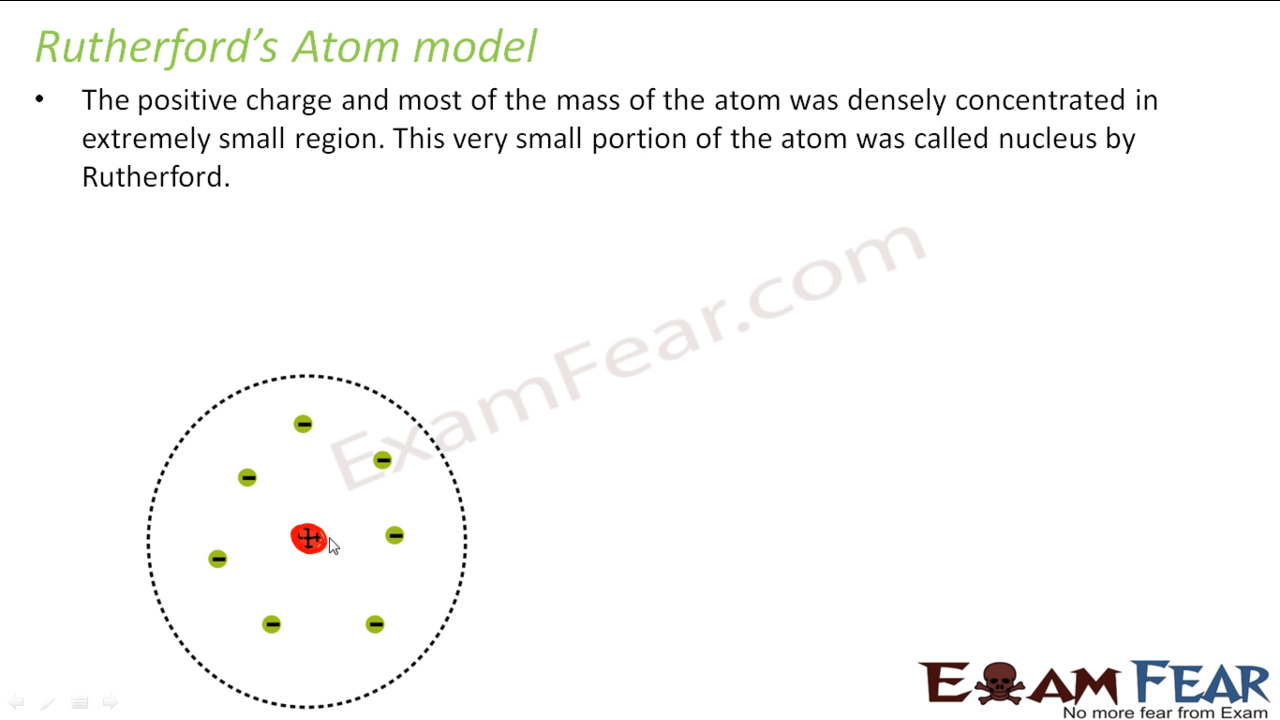 Rutherford's Atom model
• The positive charge and most of the mass of the atom was densely concentrated in
extremely small region. This very small portion of the atom was called nucleus by
Rutherford.
ExamFear.com
−
−
−
+
−
−
−
−
EXAM FEAR
No more fear from Exam